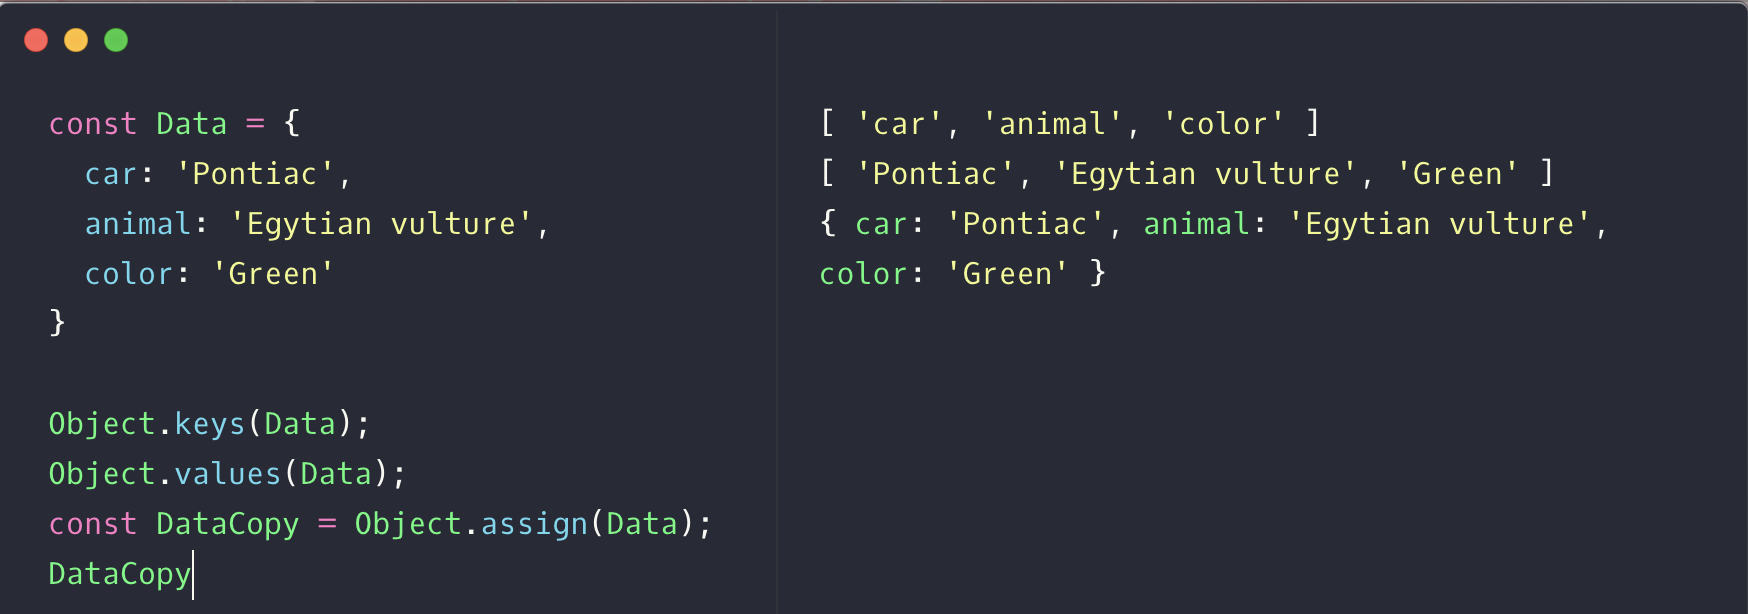 const Data = {
  car: 'Pontiac',
  animal: 'Egytian vulture',
  color: 'Green'
}
Object.keys(Data);
Object.values(Data);
const DataCopy = Object.assign(Data);
DataCopy
[ 'car', 'animal', 'color' ]
[ 'Pontiac', 'Egytian vulture', 'Green' ]
{ car: 'Pontiac', animal: 'Egytian vulture',
color: 'Green' }